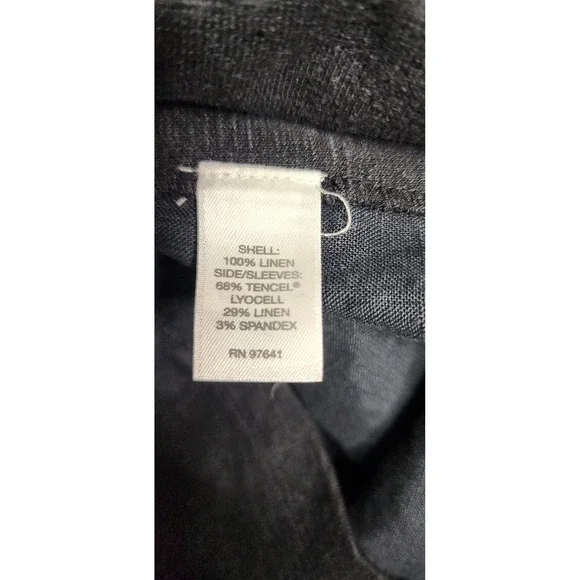 SHELL:
100% LINEN
SIDE/SLEEVES:
68% TENCEL®
LYOCELL
29% LINEN
3% SPANDEX
RN 97641